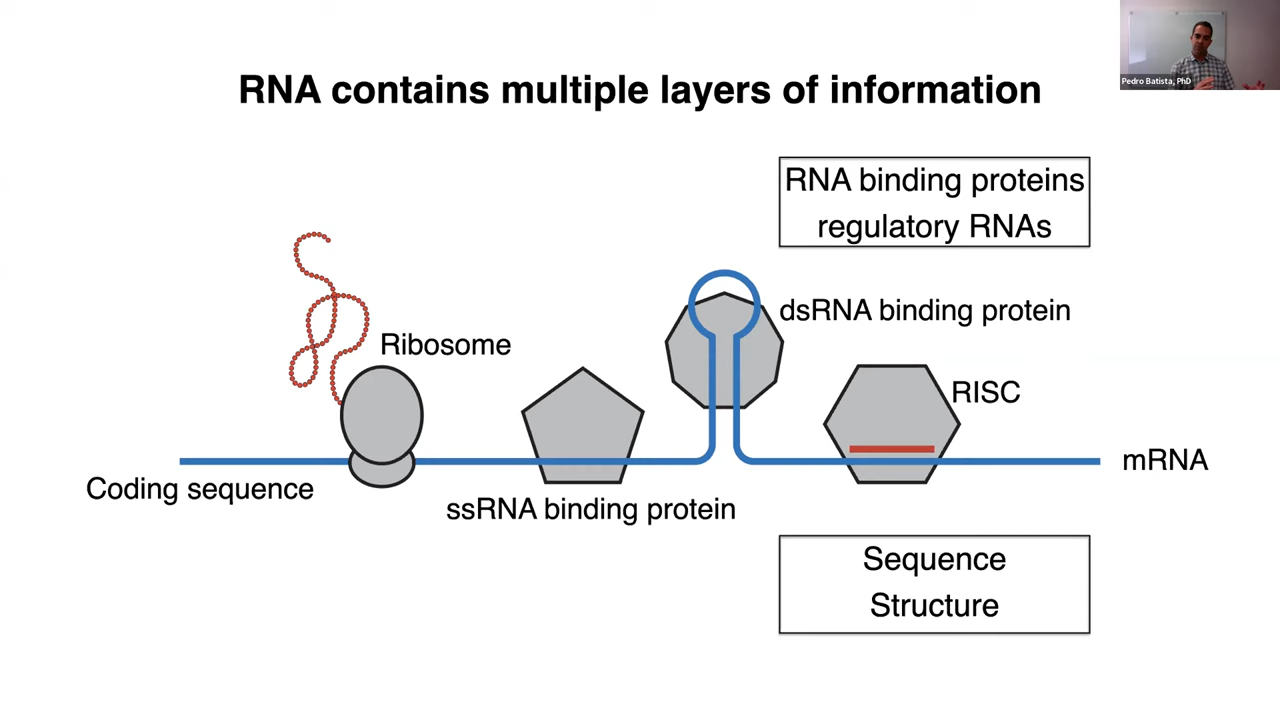 Pedro Batista, PhD
RNA contains multiple layers of information
RNA binding proteins
regulatory RNAs
dsRNA binding protein
Ribosome
RISC
mRNA
Coding sequence
ssRNA binding protein
Sequence
Structure